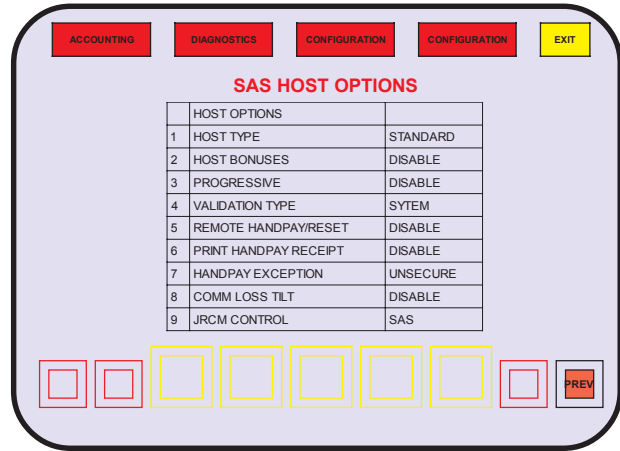 ACCOUNTING DIAGNOSTICS CONFIGURATION CONFIGURATION EXIT
SAS HOST OPTIONS
HOST OPTIONS
1 HOST TYPE STANDARD
2 HOST BONUSES DISABLE
3 PROGRESSIVE DISABLE
4 VALIDATION TYPE SYTEM
5 REMOTE HANDPAY/RESET DISABLE
6 PRINT HANDPAY RECEIPT DISABLE
7 HANDPAY EXCEPTION UNSECURE
8 COMM LOSS TILT DISABLE
9 JRCM CONTROL SAS
PREV